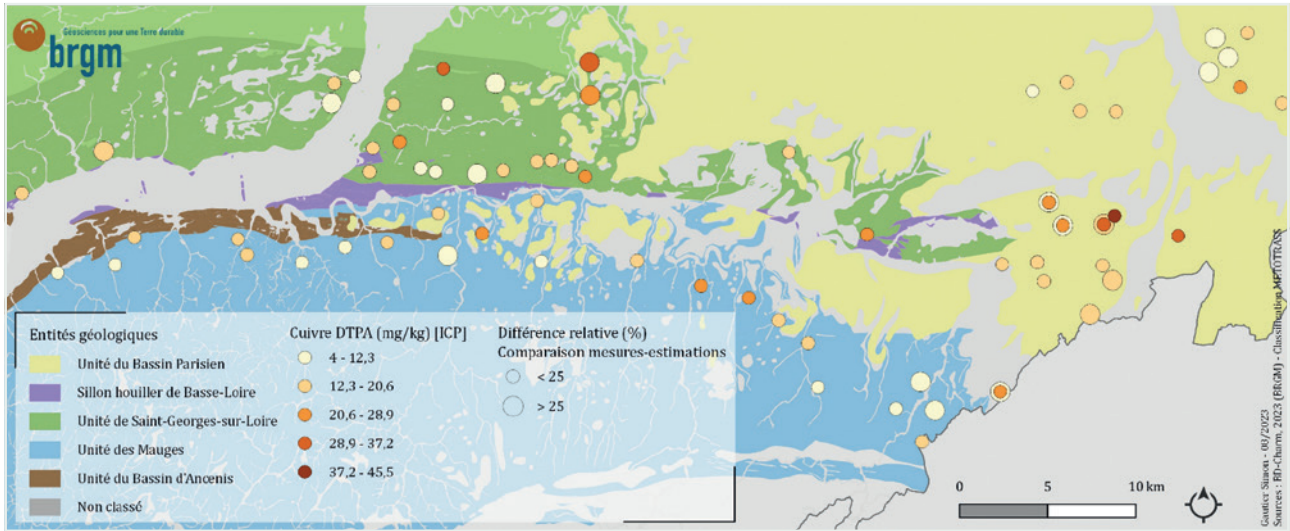 Géosciences pour une Terre durable
brgm
Entités géologiques
Unité du Bassin Parisien
Sillon houiller de Basse-Loire
Unité de Saint-Georges-sur-Loire
Unité des Mauges
Unité du Bassin d'Ancenis
Non classé
Cuivre DTPA (mg/kg) [ICP]
4 - 12,3
12,3 - 20,6
20,6 - 28,9
28,9 - 37,2
37,2 - 45,5
Différence relative (%)
Comparaison mesures-estimations
< 25
> 25
0 5 10 km
Gautier Simon - 08/2023
Sources : BD-Charm, 2023 (BRGM) - Classification METOTRASS